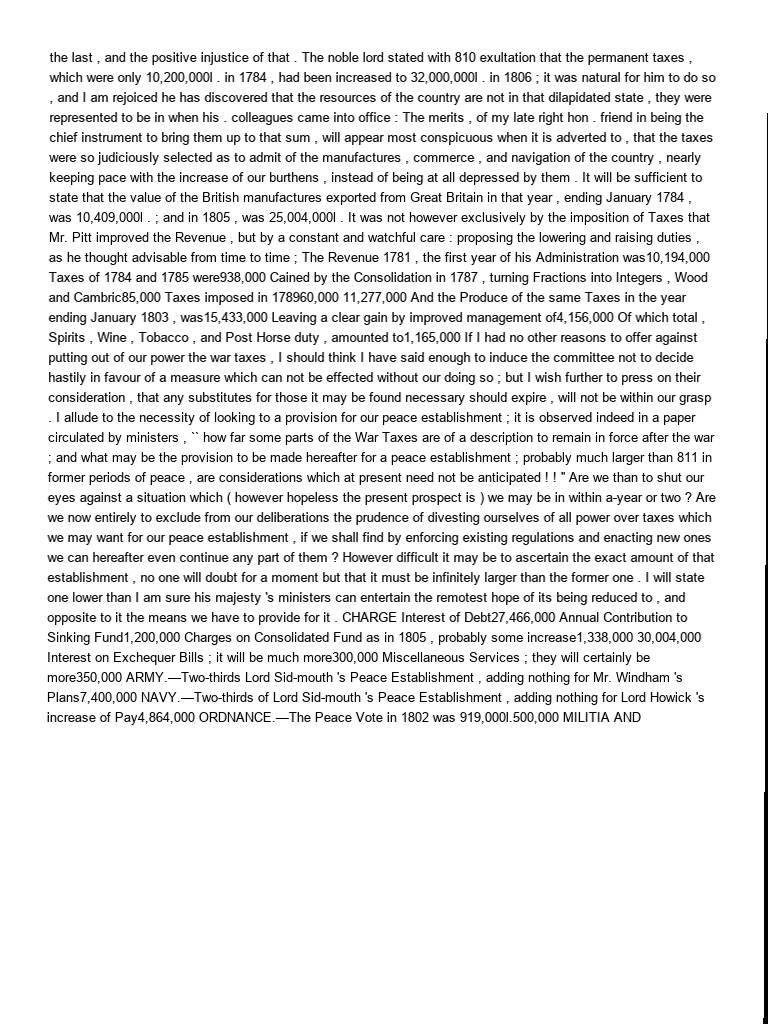 the last , and the positive injustice of that . The noble lord stated with 810 exultation that the permanent taxes ,
which were only 10,200,000l . in 1784 , had been increased to 32,000,000l . in 1806 ; it was natural for him to do so
, and I am rejoiced he has discovered that the resources of the country are not in that dilapidated state , they were
represented to be in when his . colleagues came into office : The merits , of my late right hon . friend in being the
chief instrument to bring them up to that sum , will appear most conspicuous when it is adverted to , that the taxes
were so judiciously selected as to admit of the manufactures , commerce , and navigation of the country , nearly
keeping pace with the increase of our burthens , instead of being at all depressed by them . It will be sufficient to
state that the value of the British manufactures exported from Great Britain in that year , ending January 1784 ,
was 10,409,000l . ; and in 1805 , was 25,004,000l . It was not however exclusively by the imposition of Taxes that
Mr. Pitt improved the Revenue , but by a constant and watchful care : proposing the lowering and raising duties ,
as he thought advisable from time to time ; The Revenue 1781 , the first year of his Administration was10,194,000
Taxes of 1784 and 1785 were938,000 Cained by the Consolidation in 1787 , turning Fractions into Integers , Wood
and Cambric85,000 Taxes imposed in 178960,000 11,277,000 And the Produce of the same Taxes in the year
ending January 1803 , was15,433,000 Leaving a clear gain by improved management of4,156,000 Of which total ,
Spirits , Wine , Tobacco , and Post Horse duty , amounted to1,165,000 If I had no other reasons to offer against
putting out of our power the war taxes , I should think I have said enough to induce the committee not to decide
hastily in favour of a measure which can not be effected without our doing so ; but I wish further to press on their
consideration , that any substitutes for those it may be found necessary should expire , will not be within our grasp
. I allude to the necessity of looking to a provision for our peace establishment ; it is observed indeed in a paper
circulated by ministers , `` how far some parts of the War Taxes are of a description to remain in force after the war
; and what may be the provision to be made hereafter for a peace establishment ; probably much larger than 811 in
former periods of peace , are considerations which at present need not be anticipated ! ! " Are we than to shut our
eyes against a situation which ( however hopeless the present prospect is ) we may be in within a-year or two ? Are
we now entirely to exclude from our deliberations the prudence of divesting ourselves of all power over taxes which
we may want for our peace establishment , if we shall find by enforcing existing regulations and enacting new ones
we can hereafter even continue any part of them ? However difficult it may be to ascertain the exact amount of that
establishment , no one will doubt for a moment but that it must be infinitely larger than the former one . I will state
one lower than I am sure his majesty 's ministers can entertain the remotest hope of its being reduced to , and
opposite to it the means we have to provide for it . CHARGE Interest of Debt27,466,000 Annual Contribution to
Sinking Fund1,200,000 Charges on Consolidated Fund as in 1805 , probably some increase1,338,000 30,004,000
Interest on Exchequer Bills ; it will be much more300,000 Miscellaneous Services ; they will certainly be
more350,000 ARMY.—Two-thirds Lord Sid-mouth 's Peace Establishment , adding nothing for Mr. Windham 's
Plans7,400,000 NAVY.—Two-thirds of Lord Sid-mouth 's Peace Establishment , adding nothing for Lord Howick 's
increase of Pay4,864,000 ORDNANCE.—The Peace Vote in 1802 was 919,000l.500,000 MILITIA AND